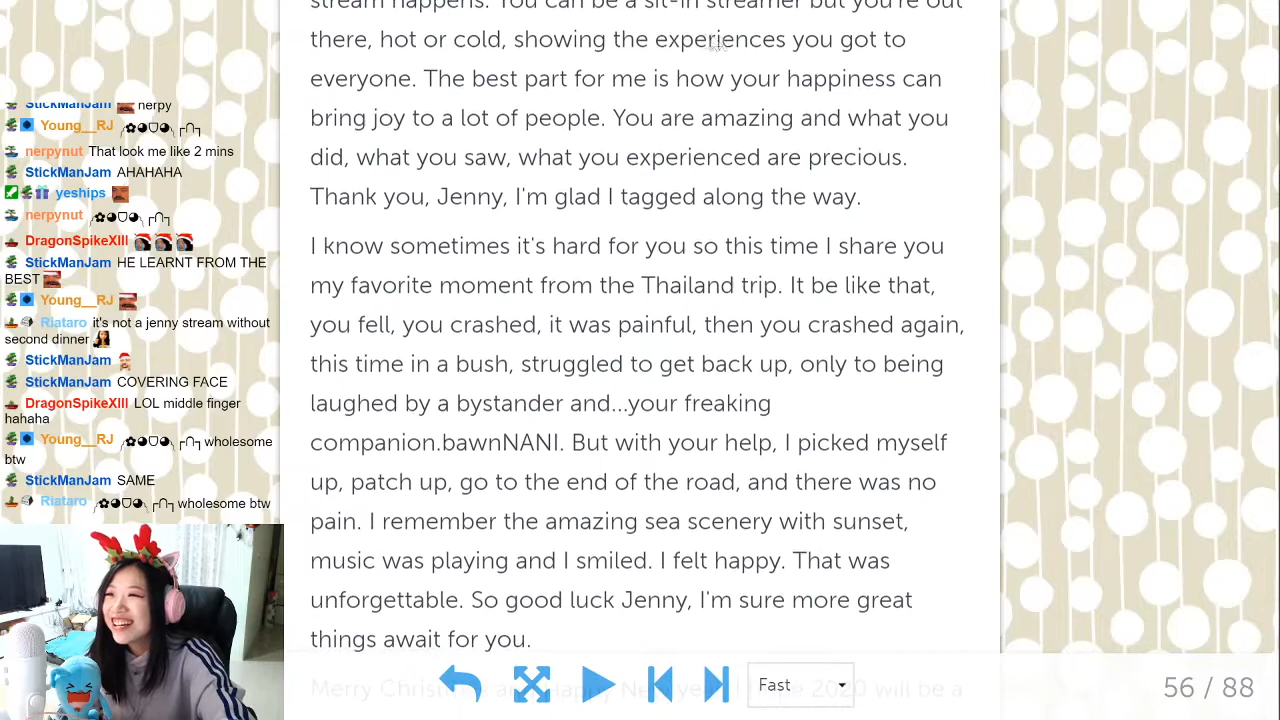 StickManJam nerpy
Young__RJ
nerpynut That look me like 2 mins
StickManJam AHAHAHA
yeships
nerpynut
DragonSpikeXIII
StickManJam HE LEARNT FROM THE
BEST
Young__RJ
Riataro it's not a jenny stream without
second dinner
StickManJam
StickManJam COVERING FACE
DragonSpikeXIII LOL middle finger
hahaha
Young__RJ wholesome
btw
StickManJam SAME
Riataro wholesome btw
stream happens. You can be a sit-in streamer but you're out
there, hot or cold, showing the experiences you got to
everyone. The best part for me is how your happiness can
bring joy to a lot of people. You are amazing and what you
did, what you saw, what you experienced are precious.
Thank you, Jenny, I'm glad I tagged along the way.
I know sometimes it's hard for you so this time I share you
my favorite moment from the Thailand trip. It be like that,
you fell, you crashed, it was painful, then you crashed again,
this time in a bush, struggled to get back up, only to being
laughed by a bystander and...your freaking
companion.bawnNANI. But with your help, I picked myself
up, patch up, go to the end of the road, and there was no
pain. I remember the amazing sea scenery with sunset,
music was playing and I smiled. I felt happy. That was
unforgettable. So good luck Jenny, I'm sure more great
things await for you.
Merry Christmas and Happy New year! I hope 2020 will be a
Fast
56 / 88